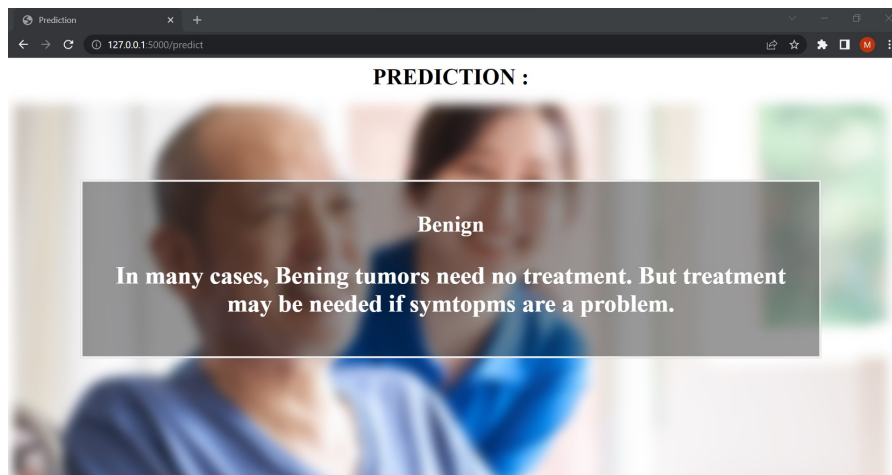 Prediction
127.0.0.1:5000/predict
M
PREDICTION :
Benign
In many cases, Bening tumors need no treatment. But treatment
may be needed if symtopms are a problem.